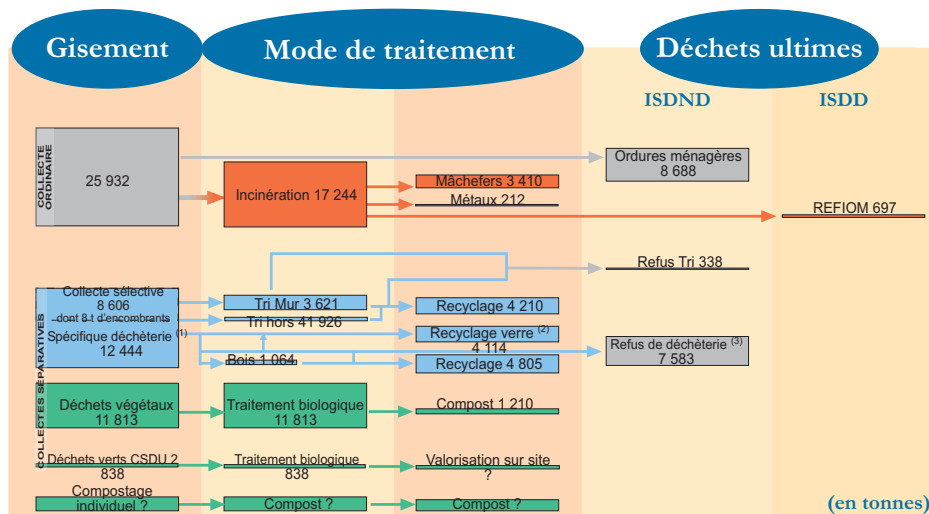 Gisement
Mode de traitement
Déchets ultimes
ISDND
ISDD
COLLECTE
ORDINAIRE
25 932
Ordures ménagères
8 688
Incinération 17 244
Mâchefers 3 410
Métaux 212
REFIOM 697
Refus Tri 338
COLLECTES SÉPARATIVES
Collecte sélective
8 606
dont 8 t d'encombrants
Spécifique déchèterie (1)
12 444
Tri Mur 3 621
Tri hors 41 926
Bois 1 064
Recyclage 4 210
Recyclage verre (2)
4 114
Recyclage 4 805
Refus de déchèterie (3)
7 583
Déchets végétaux
11 813
Traitement biologique
11 813
Compost 1 210
Déchets verts CSDU 2
838
Traitement biologique
838
Valorisation sur site
?
Compostage
individuel ?
Compost ?
Compost ?
(en tonnes)